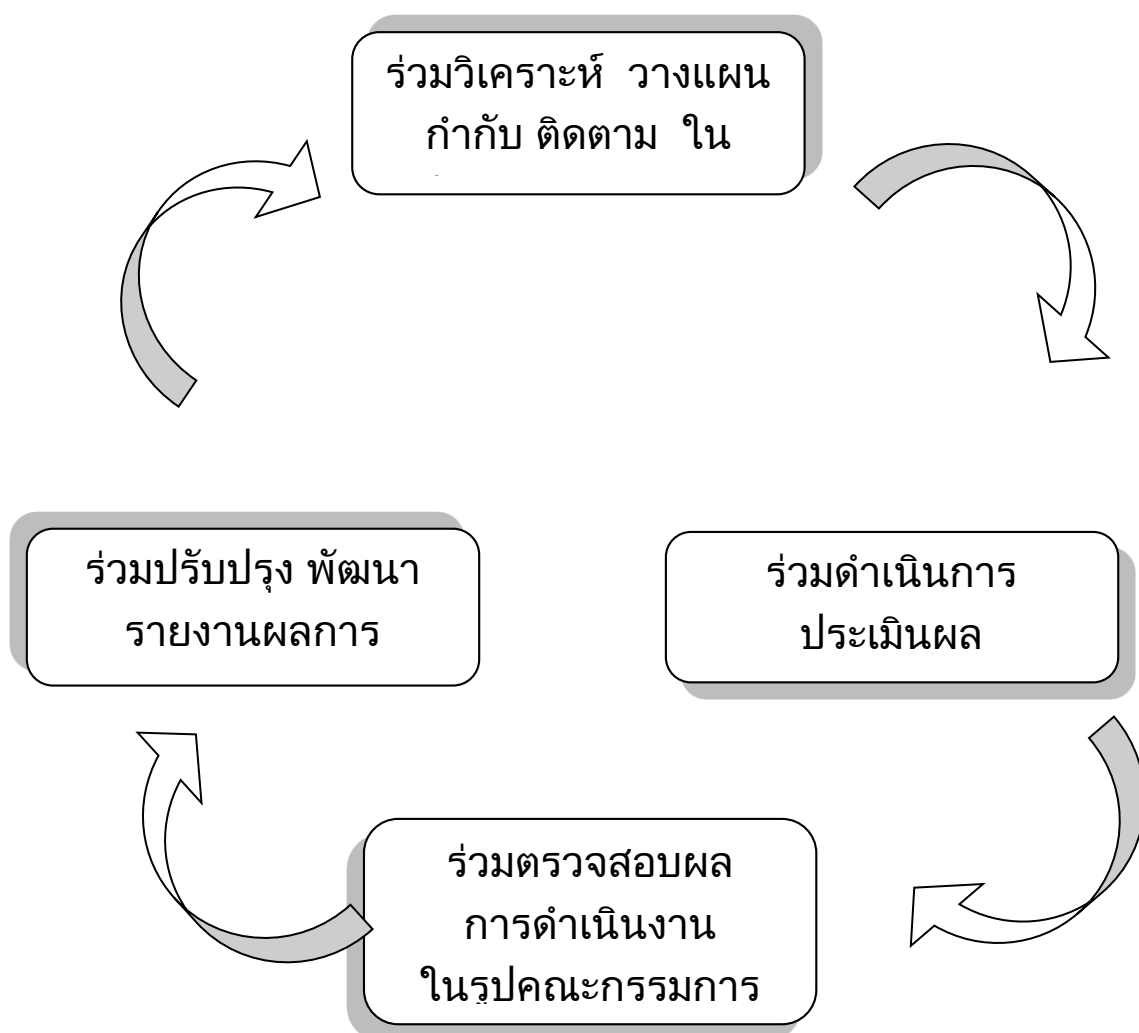 ร่วมวิเคราะห์  วางแผน
กำกับ ติดตาม  ใน
ร่วมดำเนินการ
ประเมินผล
ร่วมตรวจสอบผล
การดำเนินงาน
ในรูปคณะกรรมการ
ร่วมปรับปรุง พัฒนา
รายงานผลการ